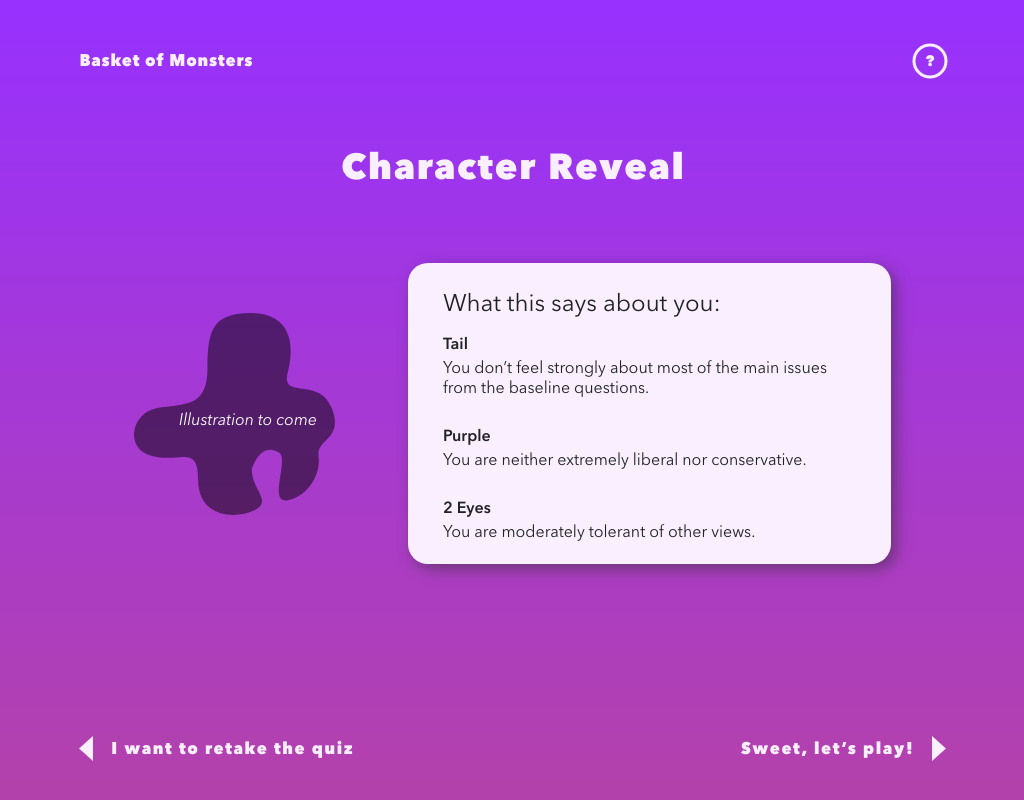 Basket of Monsters
?
Character Reveal
What this says about you:
Tail
You don’t feel strongly about most of the main issues
from the baseline questions.
Illustration to come
Purple
You are neither extremely liberal nor conservative.
2 Eyes
You are moderately tolerant of other views.
I want to retake the quiz
Sweet, let’s play!